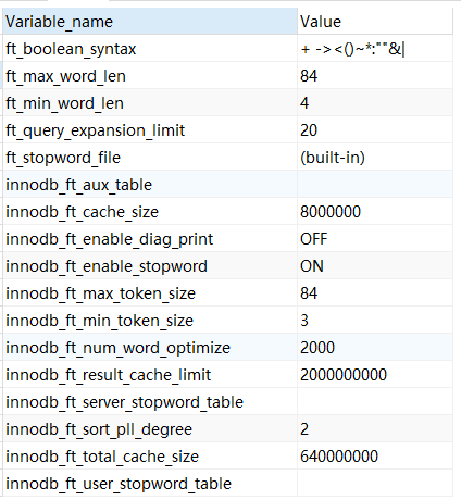 Variable_name Value
ft_boolean_syntax + -><()~*:""&|
ft_max_word_len 84
ft_min_word_len 4
ft_query_expansion_limit 20
ft_stopword_file (built-in)
innodb_ft_aux_table
innodb_ft_cache_size 8000000
innodb_ft_enable_diag_print OFF
innodb_ft_enable_stopword ON
innodb_ft_max_token_size 84
innodb_ft_min_token_size 3
innodb_ft_num_word_optimize 2000
innodb_ft_result_cache_limit 2000000000
innodb_ft_server_stopword_table
innodb_ft_sort_pll_degree 2
innodb_ft_total_cache_size 640000000
innodb_ft_user_stopword_table